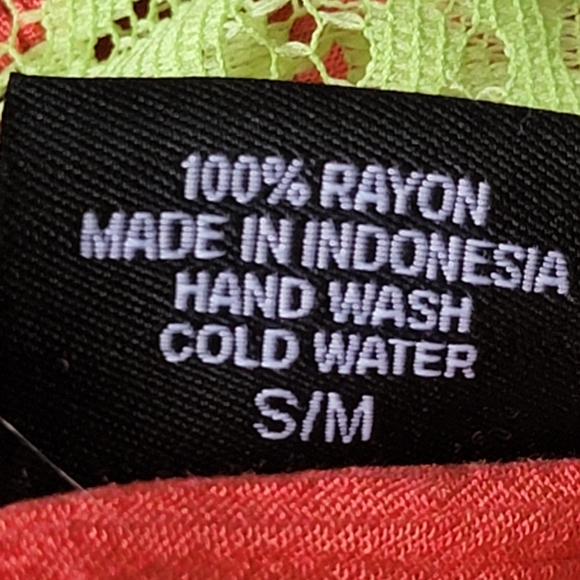 100% RAYON
MADE IN INDONESIA
HAND WASH
COLD WATER
S/M